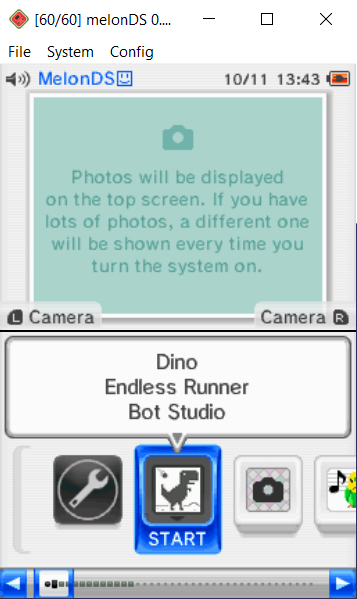 [60/60] melonDS 0....
File System Config
MelonDS 10/11 13:43
Photos will be displayed
on the top screen. If you have
lots of photos, a different one
will be shown every time you
turn the system on.
L Camera Camera R
Dino
Endless Runner
Bot Studio
START